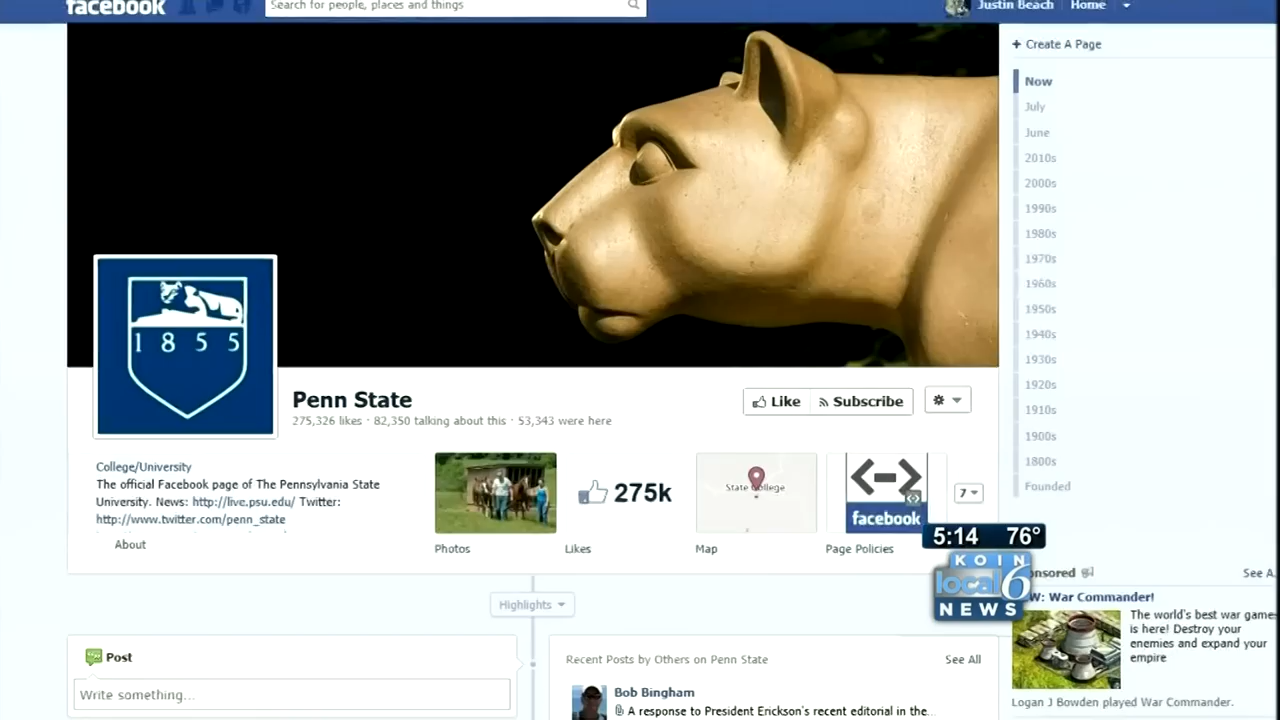 facebook
Search for people, places and things
Justin Beach
Home
+ Create A Page
Now
July
June
2010s
2000s
1990s
1980s
1970s
1960s
1950s
1940s
1930s
1920s
1910s
1900s
1800s
Founded
1855
Penn State
275,326 likes · 82,350 talking about this · 53,343 were here
Like
Subscribe
College/University
The official Facebook page of The Pennsylvania State
University. News: http://live.psu.edu/ Twitter:
http://www.twitter.com/penn_state
About
275k
State College
facebook
7
Photos
Likes
Map
Page Policies
5:14 76°
KOIN
local 6
NEWS
Highlights
Post
Write something...
Recent Posts by Others on Penn State
See All
Bob Bingham
A response to President Erickson's recent editorial in the...
onsored
See A
W: War Commander!
The world's best war game
is here! Destroy your
enemies and expand your
empire
Logan J Bowden played War Commander.